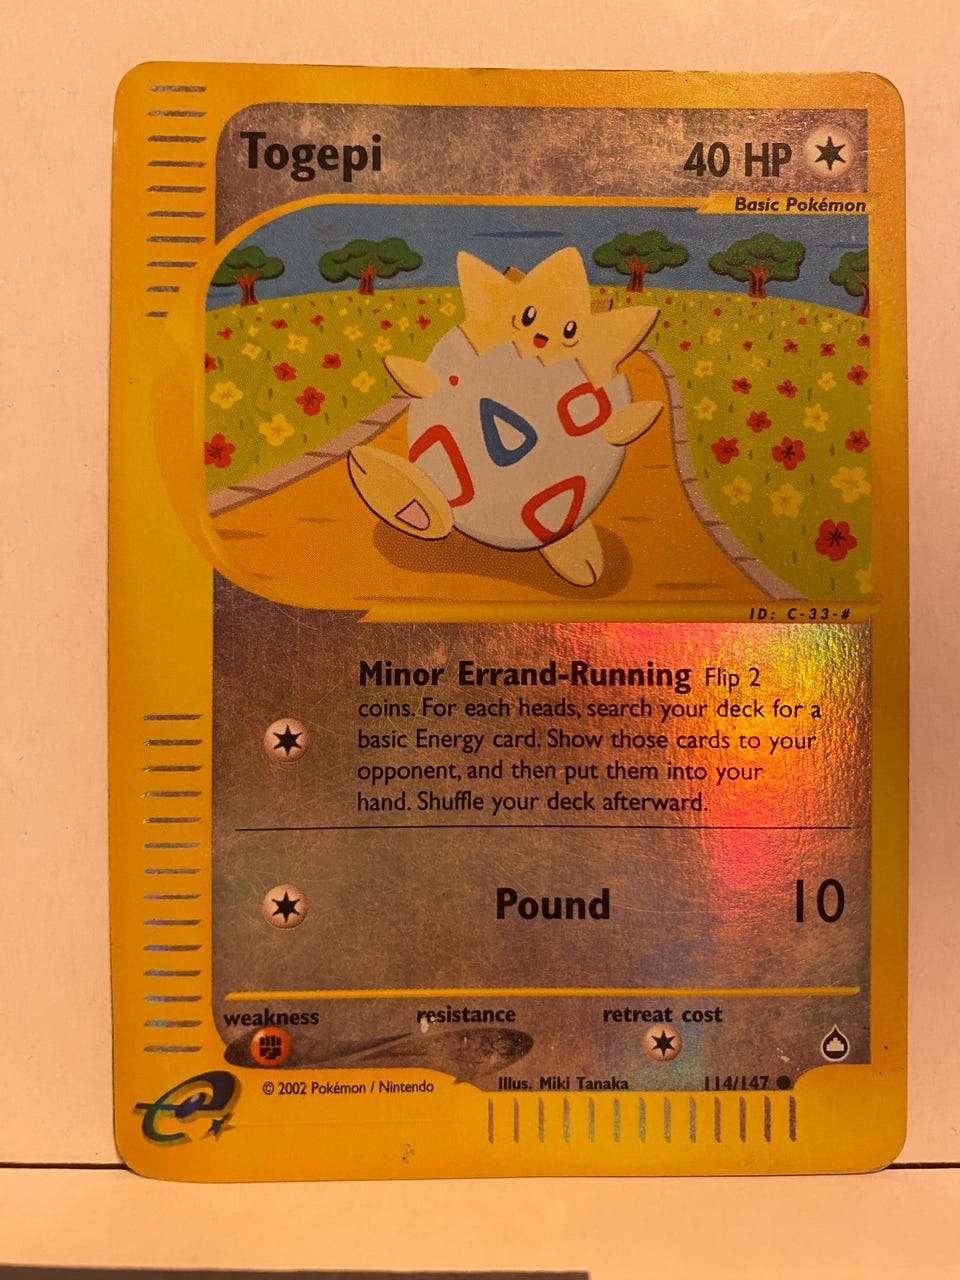 Togepi
40 HP
Basic Pokémon
ID: C-33-#
Minor Errand-Running Flip 2
coins. For each heads, search your deck for a
basic Energy card. Show those cards to your
opponent, and then put them into your
hand. Shuffle your deck afterward.
Pound 10
weakness resistance retreat cost
© 2002 Pokémon / Nintendo
Illus. Miki Tanaka
114/147 ●
e